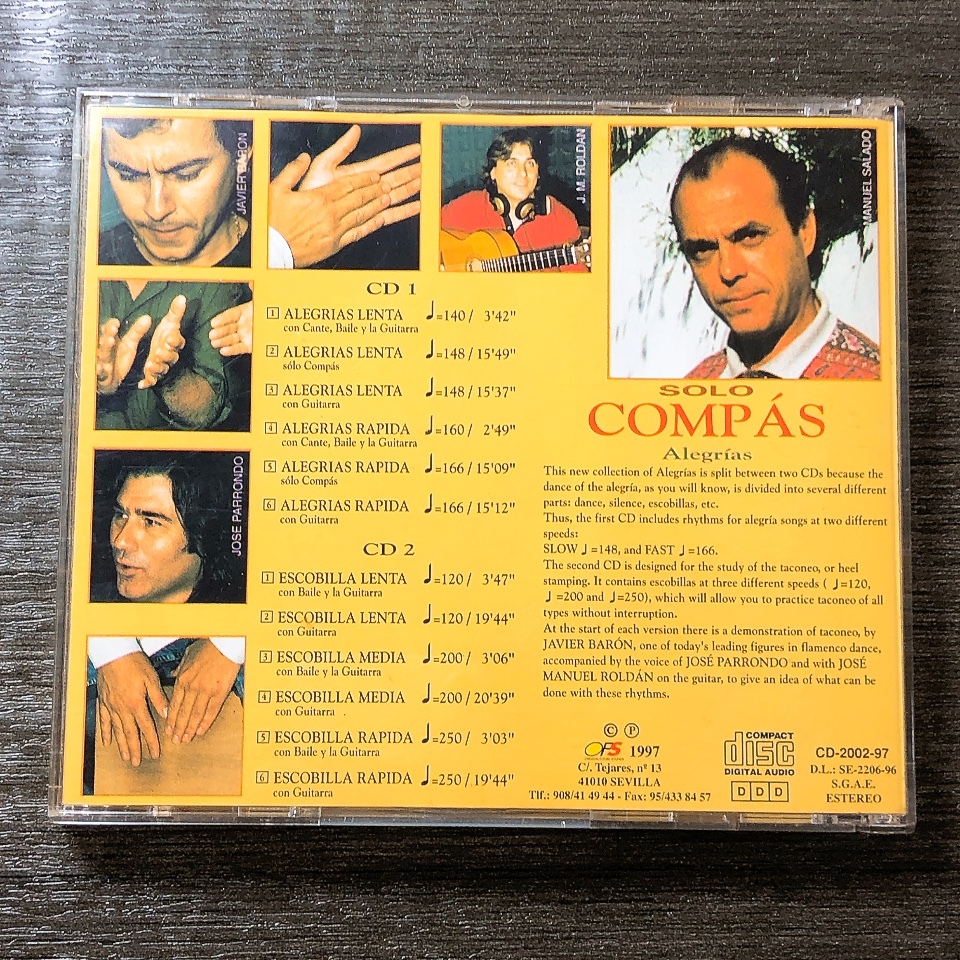 JAVIER BARON
J. M. ROLDAN
MANUEL SALADO
JOSE PARRONDO
CD 1
1 ALEGRIAS LENTA ♩=140 / 3'42"
con Cante, Baile y la Guitarra
2 ALEGRIAS LENTA ♩=148 / 15'49"
sólo Compás
3 ALEGRIAS LENTA ♩=148 / 15'37"
con Guitarra
4 ALEGRIAS RAPIDA ♩=160 / 2'49"
con Cante, Baile y la Guitarra
5 ALEGRIAS RAPIDA ♩=166 / 15'09"
sólo Compás
6 ALEGRIAS RAPIDA ♩=166 / 15'12"
con Guitarra
CD 2
1 ESCOBILLA LENTA ♩=120 / 3'47"
con Baile y la Guitarra
2 ESCOBILLA LENTA ♩=120 / 19'44"
con Guitarra
3 ESCOBILLA MEDIA ♩=200 / 3'06"
con Baile y la Guitarra
4 ESCOBILLA MEDIA ♩=200 / 20'39"
con Guitarra
5 ESCOBILLA RAPIDA ♩=250 / 3'03"
con Baile y la Guitarra
6 ESCOBILLA RAPIDA ♩=250 / 19'44"
con Guitarra
SOLO
COMPÁS
Alegrías
This new collection of Alegrías is split between two CDs because the
dance of the alegría, as you will know, is divided into several different
parts: dance, silence, escobillas, etc.
Thus, the first CD includes rhythms for alegría songs at two different
speeds:
SLOW ♩=148, and FAST ♩=166.
The second CD is designed for the study of the taconeo, or heel
stamping. It contains escobillas at three different speeds ( ♩=120,
♩=200 and ♩=250), which will allow you to practice taconeo of all
types without interruption.
At the start of each version there is a demonstration of taconeo, by
JAVIER BARÓN, one of today's leading figures in flamenco dance,
accompanied by the voice of JOSÉ PARRONDO and with JOSÉ
MANUEL ROLDÁN on the guitar, to give an idea of what can be
done with these rhythms.
© ℗
OFS 1997
C/. Tejares, nº 13
41010 SEVILLA
Tlf.: 908/41 49 44 - Fax: 95/433 84 57
COMPACT
disc
DIGITAL AUDIO
DDD
CD-2002-97
D.L.: SE-2206-96
S.G.A.E.
ESTEREO